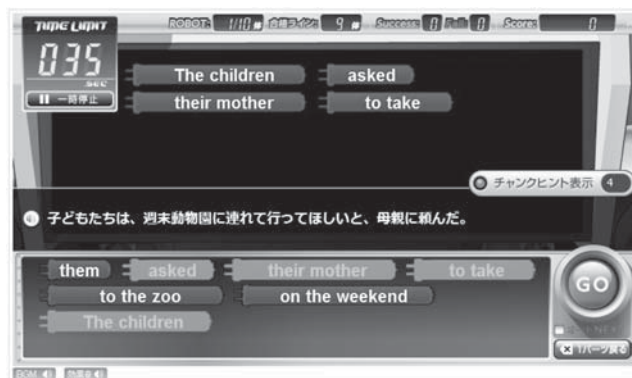 TIME LIMIT
ROBOT: 1/10 合格ライン: 9 Success: 0 Fail: 0 Score: 0
035
.SEC
一時停止
The children asked
their mother to take
チャンクヒント表示 4
子どもたちは、週末動物園に連れて行ってほしいと、母親に頼んだ。
them asked their mother to take
to the zoo on the weekend
The children
GO
1パーツ戻る
BGM 効果音